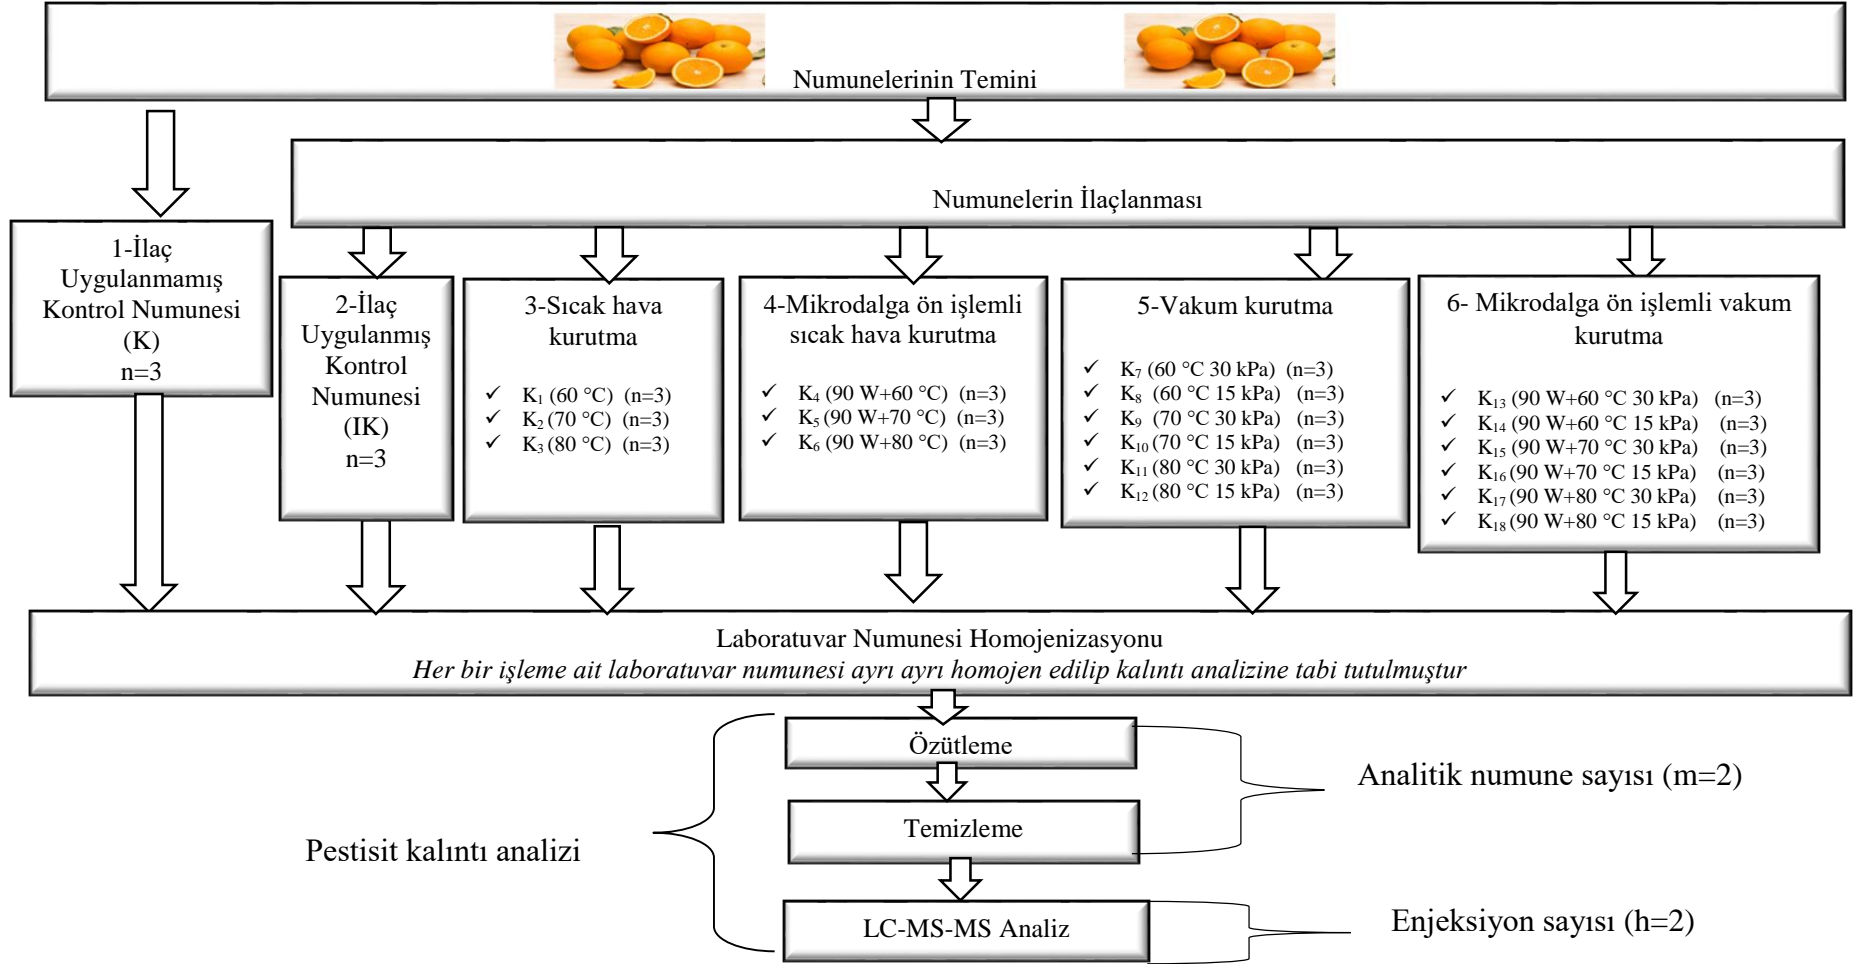 Numunelerinin Temini
Numunelerin İlaçlanması
1-İlaç
Uygulanmamış
Kontrol Numunesi
(K)
n=3
2-İlaç
Uygulanmış
Kontrol
Numunesi
(IK)
n=3
3-Sıcak hava
kurutma
✓ K₁ (60 °C) (n=3)
✓ K₂ (70 °C) (n=3)
✓ K₃ (80 °C) (n=3)
4-Mikrodalga ön işlemli
sıcak hava kurutma
✓ K₄ (90 W+60 °C) (n=3)
✓ K₅ (90 W+70 °C) (n=3)
✓ K₆ (90 W+80 °C) (n=3)
5-Vakum kurutma
✓ K₇ (60 °C 30 kPa) (n=3)
✓ K₈ (60 °C 15 kPa) (n=3)
✓ K₉ (70 °C 30 kPa) (n=3)
✓ K₁₀ (70 °C 15 kPa) (n=3)
✓ K₁₁ (80 °C 30 kPa) (n=3)
✓ K₁₂ (80 °C 15 kPa) (n=3)
6- Mikrodalga ön işlemli vakum
kurutma
✓ K₁₃ (90 W+60 °C 30 kPa) (n=3)
✓ K₁₄ (90 W+60 °C 15 kPa) (n=3)
✓ K₁₅ (90 W+70 °C 30 kPa) (n=3)
✓ K₁₆ (90 W+70 °C 15 kPa) (n=3)
✓ K₁₇ (90 W+80 °C 30 kPa) (n=3)
✓ K₁₈ (90 W+80 °C 15 kPa) (n=3)
Laboratuvar Numunesi Homojenizasyonu
Her bir işleme ait laboratuvar numunesi ayrı ayrı homojen edilip kalıntı analizine tabi tutulmuştur
Özütleme
Analitik numune sayısı (m=2)
Temizleme
Pestisit kalıntı analizi
LC-MS-MS Analiz
Enjeksiyon sayısı (h=2)